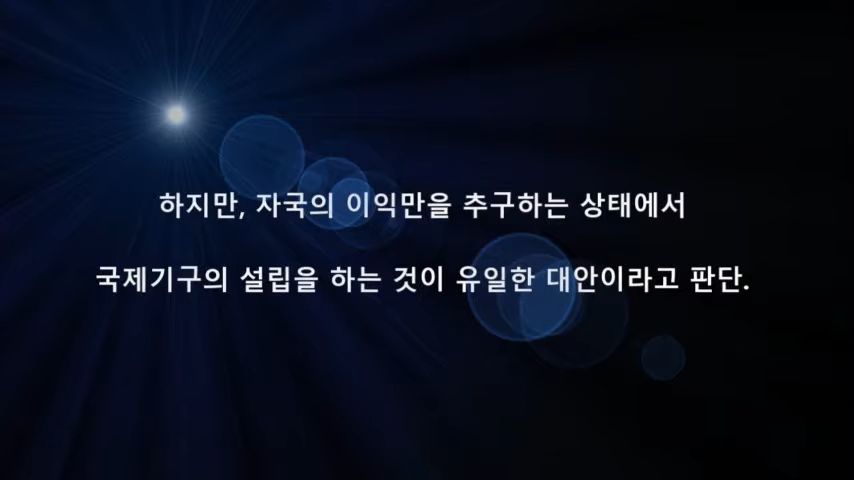 하지만, 자국의 이익만을 추구하는 상태에서
국제기구의 설립을 하는 것이 유일한 대안이라고 판단.